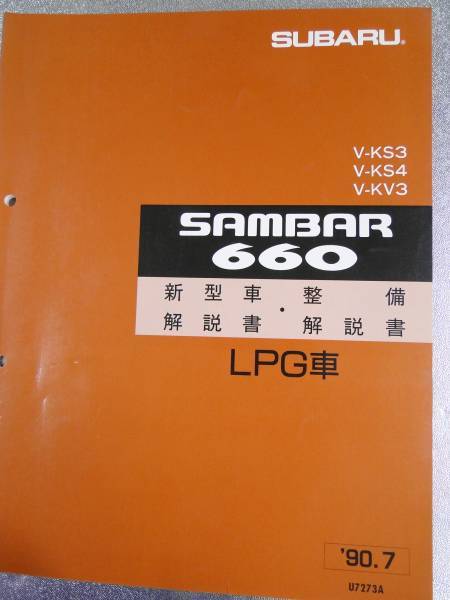 SUBARU®
V-KS3
V-KS4
V-KV3
SAMBAR
660
新型車・整備
解説書 解説書
LPG車
'90.7
U7273A